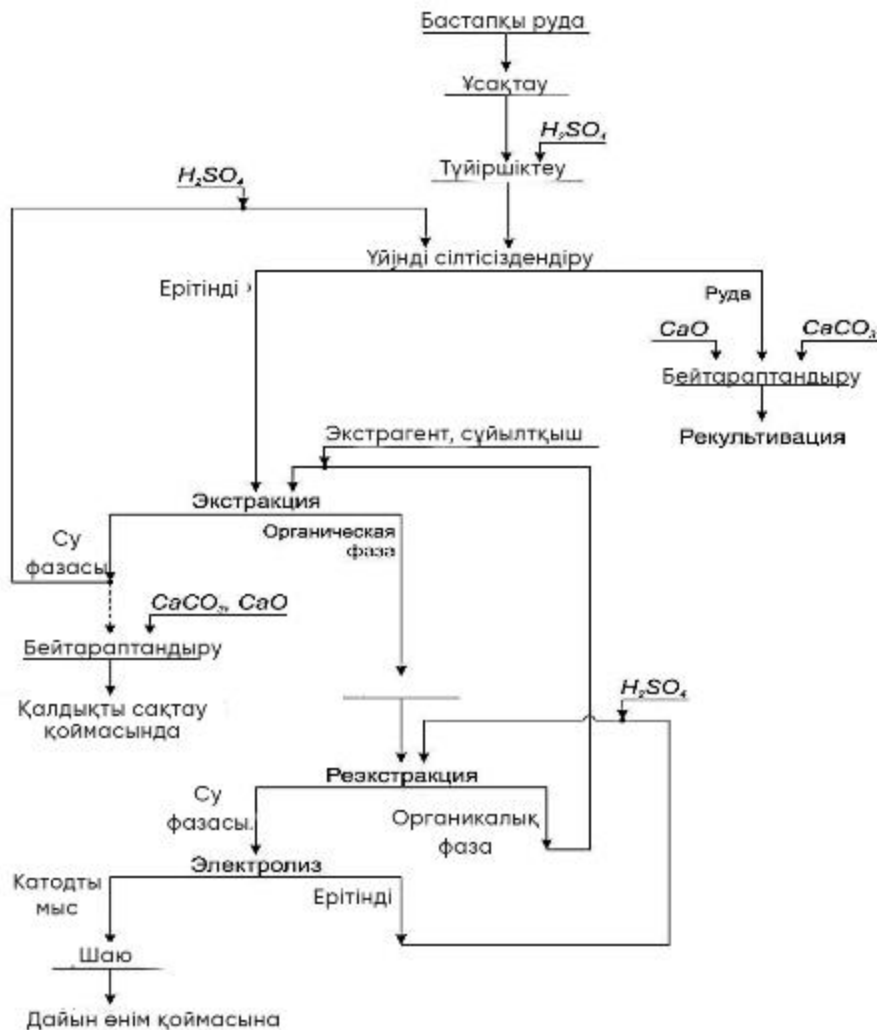 Бастапқы руда
Ұсақтау
H₂SO₄
Түйіршіктеу
H₂SO₄
Үйінді сілтісіздендіру
Ерітінді
Руда
CaO
CaCO₃
Бейтараптандыру
Рекультивация
Экстрагент, сұйылтқыш
Экстракция
Су
фазасы
Органическая
фаза
CaCO₃, CaO
Бейтараптандыру
Қалдықты сақтау
қоймасында
H₂SO₄
Реэкстракция
Су
фазасы.
Органикалық
фаза
Электролиз
Катодты
мыс
Ерітінді
Шаю
Дайын өнім қоймасына